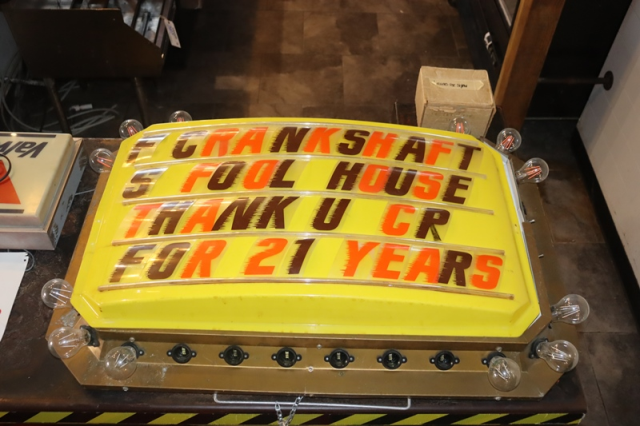 F CRANKSHAFT
S FOOL HOUSE
THANK U CR
FOR 21 YEARS